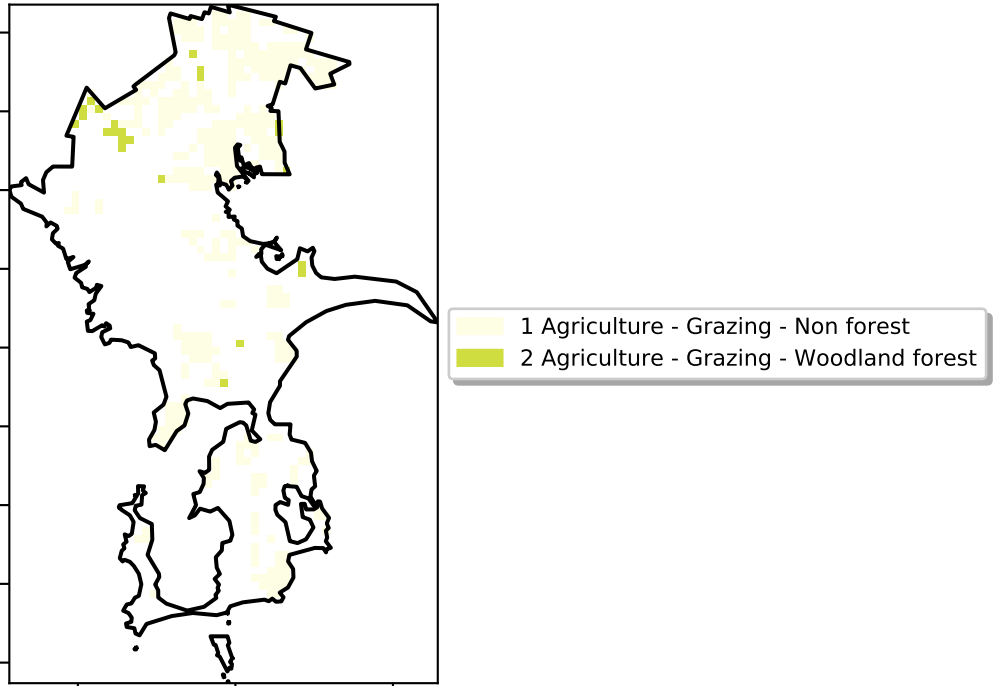 1 Agriculture - Grazing - Non forest
2 Agriculture - Grazing - Woodland forest